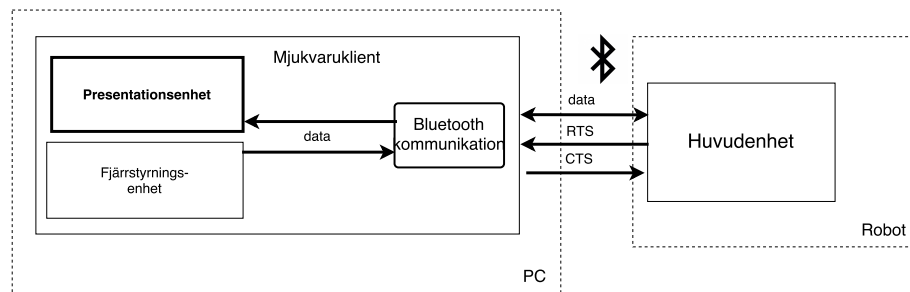 Mjukvaruklient
Presentationsenhet
data
Bluetooth
kommunikation
Fjärrstyrnings-
enhet
data
RTS
CTS
Huvudenhet
Robot
PC